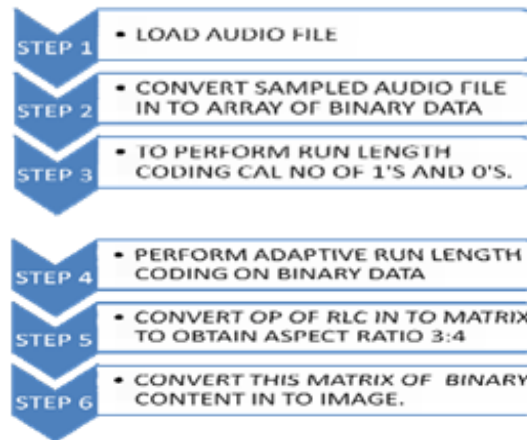 STEP 1
• LOAD AUDIO FILE
STEP 2
• CONVERT SAMPLED AUDIO FILE
IN TO ARRAY OF BINARY DATA
STEP 3
• TO PERFORM RUN LENGTH
CODING CAL NO OF 1'S AND 0'S.
STEP 4
• PERFORM ADAPTIVE RUN LENGTH
CODING ON BINARY DATA
STEP 5
• CONVERT OP OF RLC IN TO MATRIX
TO OBTAIN ASPECT RATIO 3:4
STEP 6
• CONVERT THIS MATRIX OF BINARY
CONTENT IN TO IMAGE.